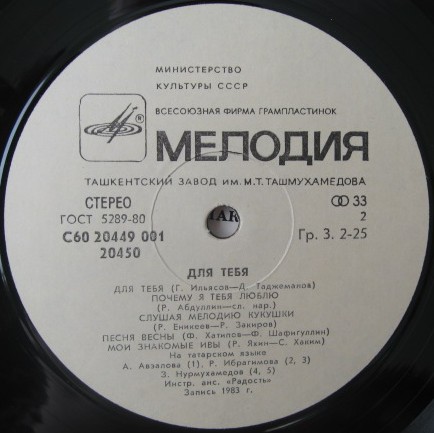 МИНИСТЕРСТВО
КУЛЬТУРЫ СССР
ВСЕСОЮЗНАЯ ФИРМА ГРАМПЛАСТИНОК
®
МЕЛОДИЯ
ТАШКЕНТСКИЙ ЗАВОД ИМ. М.Т. ТАШМУХАМЕДОВА
СТЕРЕО 33
ГОСТ 5289-80 2
С60 20449 001 Гр. 3. 2-25
20450
ДЛЯ ТЕБЯ
ДЛЯ ТЕБЯ (Г. Ильясов—Д. Таджеманов)
ПОЧЕМУ Я ТЕБЯ ЛЮБЛЮ
(Р. Абдуллин—сл. нар.)
СЛУШАЯ МЕЛОДИЮ КУКУШКИ
(Р. Еникеев—Р. Закиров)
ПЕСНЯ ВЕСНЫ (Ф. Хатипов—Ф. Шафигуллин)
МОИ ЗНАКОМЫЕ ИВЫ (Р. Яхин—С. Хаким)
На татарском языке
А. Авзалова (1) Р. Ибрагимова (2, 3)
З. Нурмухамедов (4, 5)
Инстр. анс. «Радость»
Запись 1983 г.